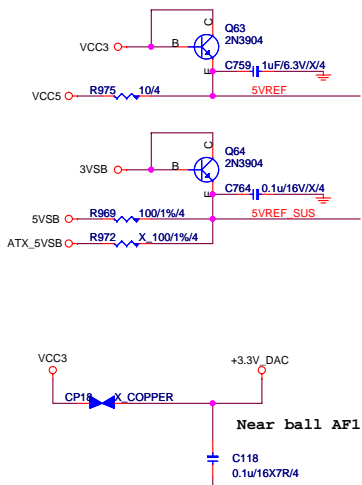 C
Q63
2N3904
VCC3
B
E
C759
1uF/6.3V/X/4
VCC5
R975
10/4
5VREF
C
Q64
2N3904
3VSB
B
E
C764
0.1u/16V/X/4
5VSB
R969
100/1%/4
5VREF_SUS
ATX_5VSB
R972
X_100/1%/4
VCC3
+3.3V_DAC
CP18
X_COPPER
Near ball AF1
C118
0.1u/16X7R/4